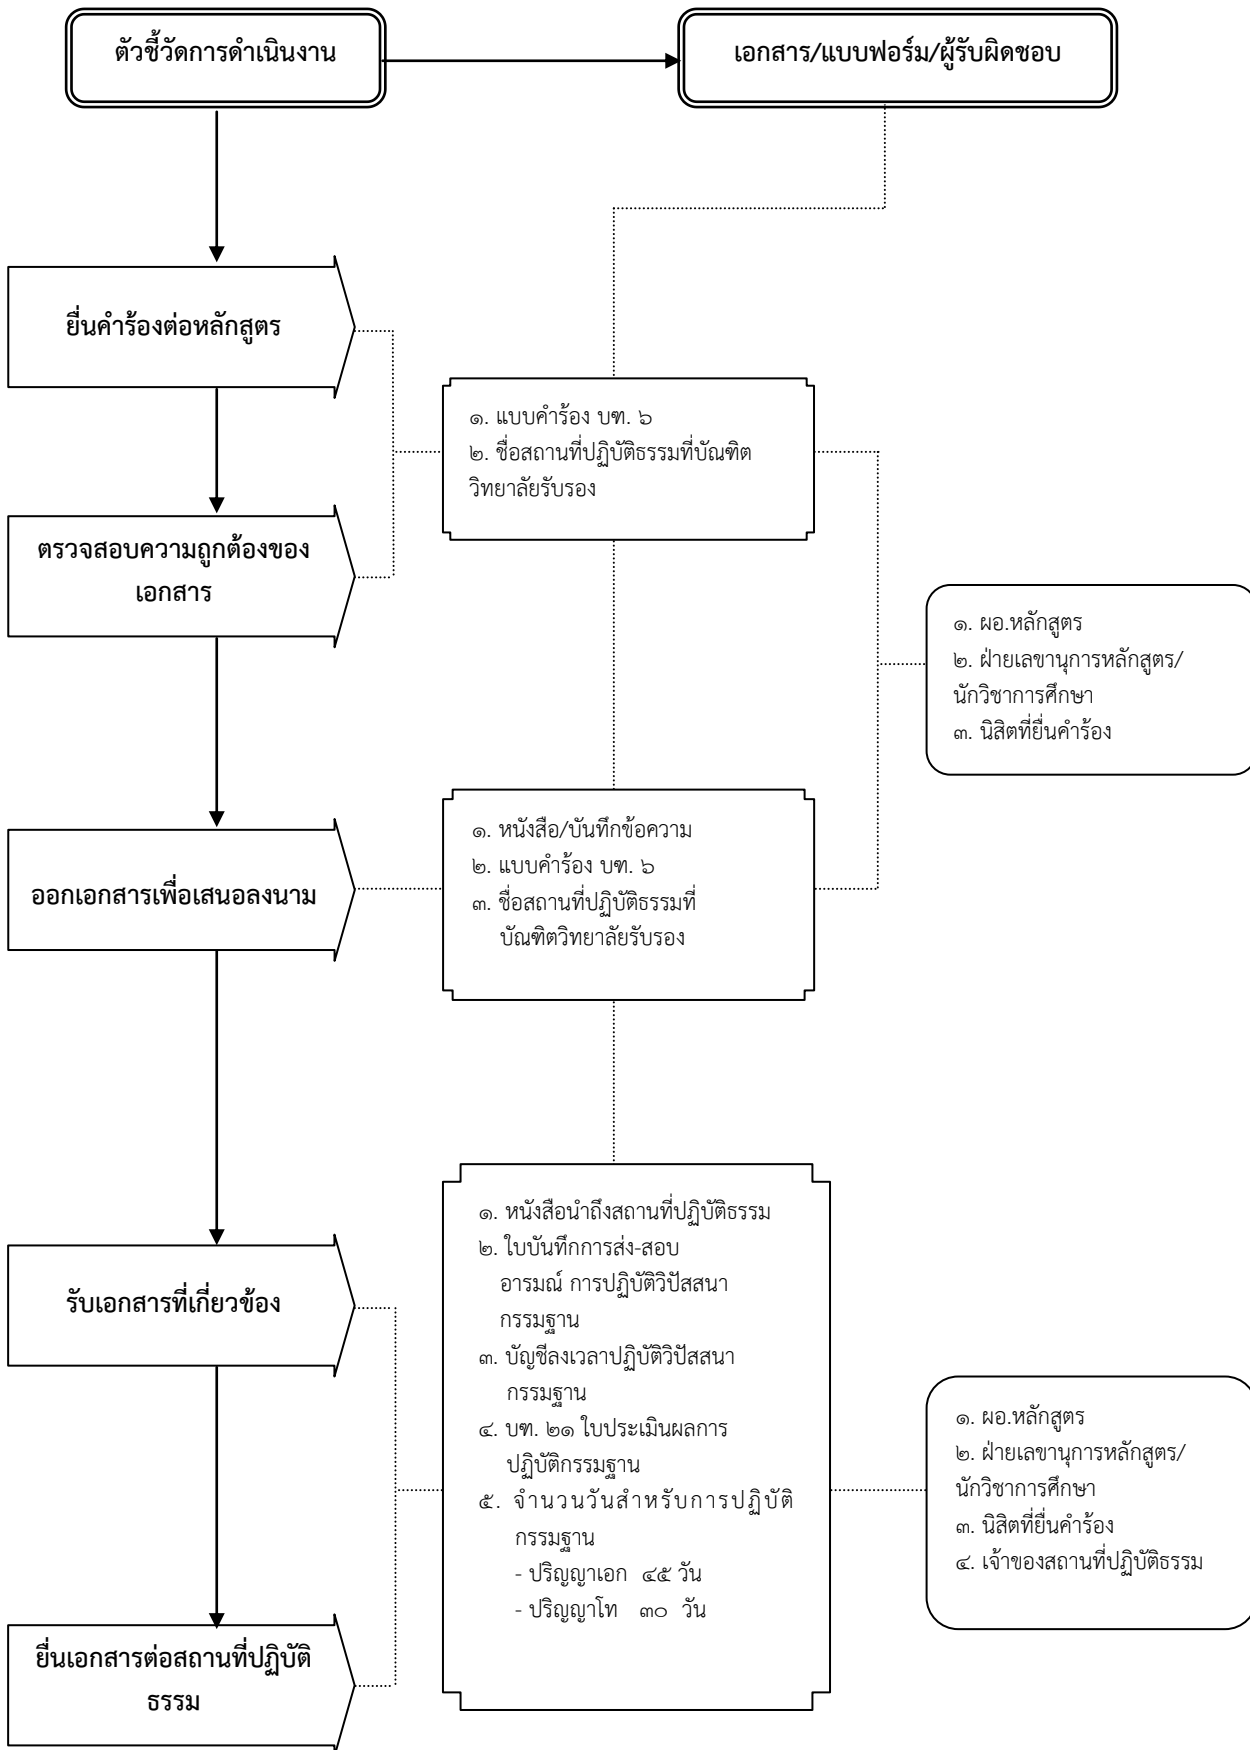 ตัวชี้วัดการดำเนินงาน
เอกสาร/แบบฟอร์ม/ผู้รับผิดชอบ
ยื่นคำร้องต่อหลักสูตร
๑. แบบคำร้อง บฑ. ๖
๒. ชื่อสถานที่ปฏิบัติธรรมที่บัณฑิต
วิทยาลัยรับรอง
ตรวจสอบความถูกต้องของ
เอกสาร
๑. ผอ.หลักสูตร
๒. ฝ่ายเลขานุการหลักสูตร/
นักวิชาการศึกษา
๓. นิสิตที่ยื่นคำร้อง
ออกเอกสารเพื่อเสนอลงนาม
๑. หนังสือ/บันทึกข้อความ
๒. แบบคำร้อง บฑ. ๖
๓. ชื่อสถานที่ปฏิบัติธรรมที่
บัณฑิตวิทยาลัยรับรอง
รับเอกสารที่เกี่ยวข้อง
๑. หนังสือนำถึงสถานที่ปฏิบัติธรรม
๒. ใบบันทึกการส่ง-สอบ
อารมณ์ การปฏิบัติวิปัสสนา
กรรมฐาน
๓. บัญชีลงเวลาปฏิบัติวิปัสสนา
กรรมฐาน
๔. บฑ. ๒๑ ใบประเมินผลการ
ปฏิบัติกรรมฐาน
๕. จำนวนวันสำหรับการปฏิบัติ
กรรมฐาน
- ปริญญาเอก ๔๕ วัน
- ปริญญาโท ๓๐ วัน
๑. ผอ.หลักสูตร
๒. ฝ่ายเลขานุการหลักสูตร/
นักวิชาการศึกษา
๓. นิสิตที่ยื่นคำร้อง
๔. เจ้าของสถานที่ปฏิบัติธรรม
ยื่นเอกสารต่อสถานที่ปฏิบัติ
ธรรม